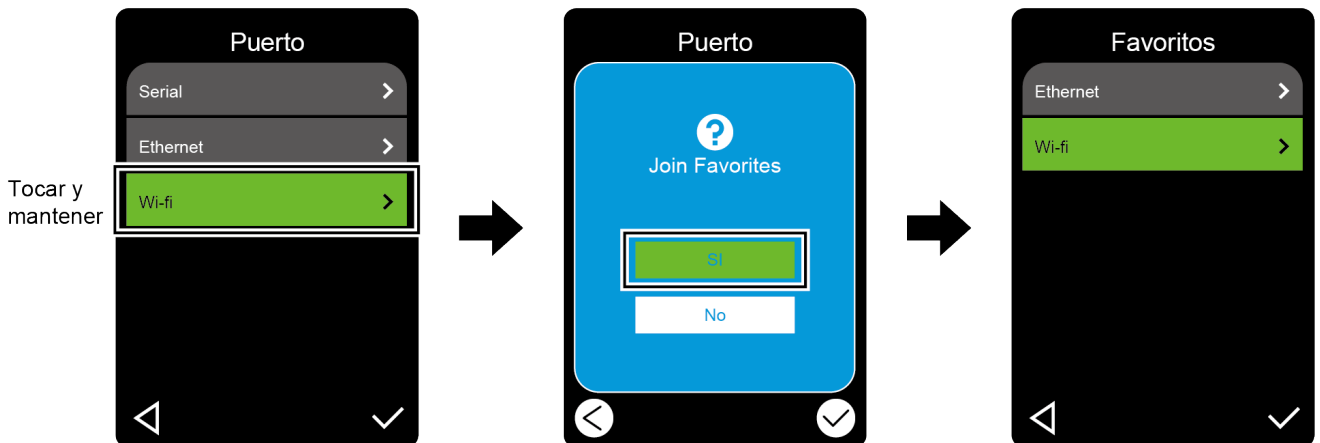 Puerto
Serial
Ethernet
Wi-fi
Tocar y
mantener
Puerto
Join Favorites
SI
No
Favoritos
Ethernet
Wi-fi